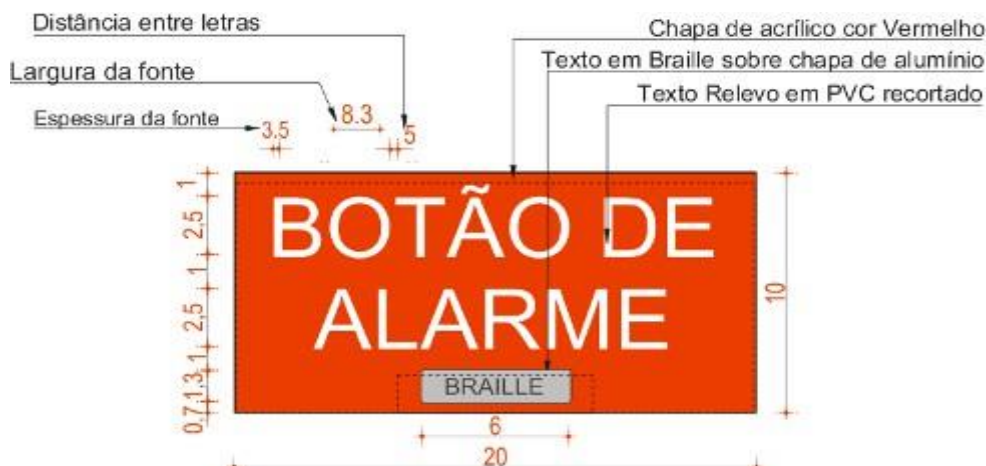 Distância entre letras
Chapa de acrílico cor Vermelho
Texto em Braille sobre chapa de alumínio
Largura da fonte
Texto Relevo em PVC recortado
Espessura da fonte
3.5
8.3
5
1
2,5
1
2,5
1
1.3
0,7
BOTÃO DE
ALARME
BRAILLE
10
6
20